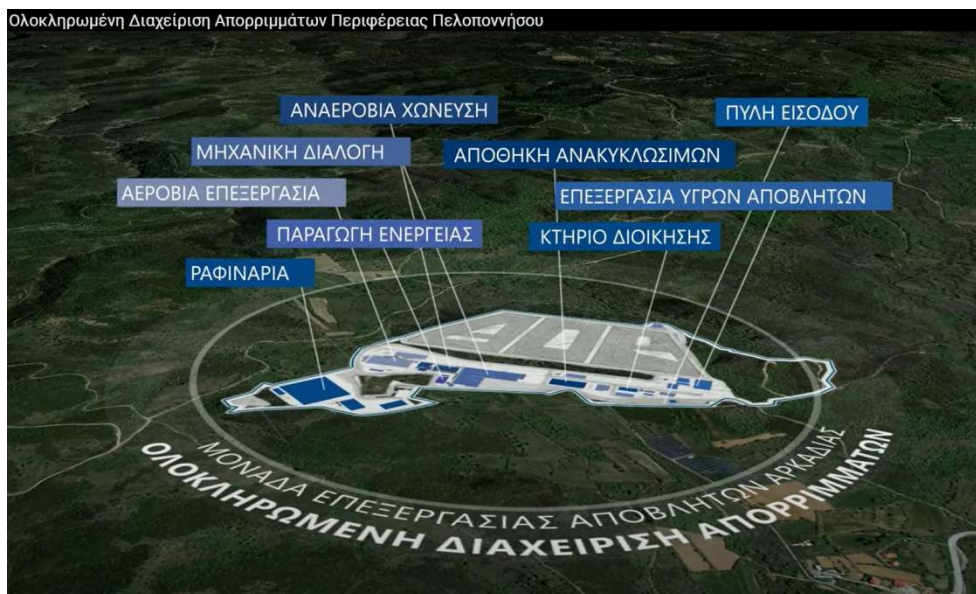 Ολοκληρωμένη Διαχείριση Απορριμμάτων Περιφέρειας Πελοποννήσου
ΑΝΑΕΡΟΒΙΑ ΧΩΝΕΥΣΗ
ΠΥΛΗ ΕΙΣΟΔΟΥ
ΜΗΧΑΝΙΚΗ ΔΙΑΛΟΓΗ
ΑΠΟΘΗΚΗ ΑΝΑΚΥΚΛΩΣΙΜΩΝ
ΑΕΡΟΒΙΑ ΕΠΕΞΕΡΓΑΣΙΑ
ΕΠΕΞΕΡΓΑΣΙΑ ΥΓΡΩΝ ΑΠΟΒΛΗΤΩΝ
ΠΑΡΑΓΩΓΗ ΕΝΕΡΓΕΙΑΣ
ΚΤΗΡΙΟ ΔΙΟΙΚΗΣΗΣ
ΡΑΦΙΝΑΡΙΑ
ΜΟΝΑΔΑ ΕΠΕΞΕΡΓΑΣΙΑΣ ΑΠΟΒΛΗΤΩΝ ΑΡΚΑΔΙΑΣ
ΟΛΟΚΛΗΡΩΜΕΝΗ ΔΙΑΧΕΙΡΙΣΗ ΑΠΟΡΡΙΜΜΑΤΩΝ